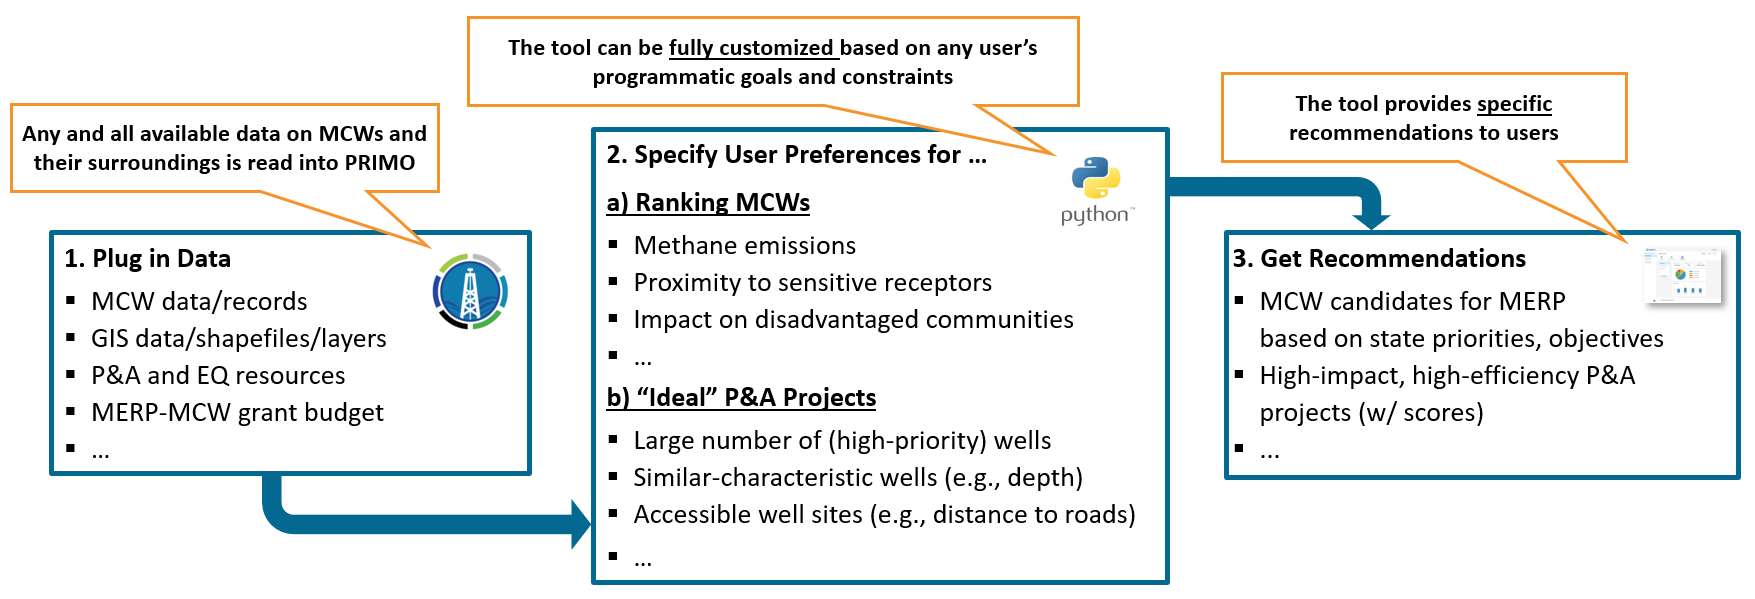 The tool can be fully customized based on any user’s
programmatic goals and constraints
Any and all available data on MCWs and
their surroundings is read into PRIMO
The tool provides specific
recommendations to users
1. Plug in Data
▪ MCW data/records
▪ GIS data/shapefiles/layers
▪ P&A and EQ resources
▪ MERP-MCW grant budget
▪ ...
2. Specify User Preferences for ...
python™
a) Ranking MCWs
▪ Methane emissions
▪ Proximity to sensitive receptors
▪ Impact on disadvantaged communities
▪ ...
b) “Ideal” P&A Projects
▪ Large number of (high-priority) wells
▪ Similar-characteristic wells (e.g., depth)
▪ Accessible well sites (e.g., distance to roads)
▪ ...
3. Get Recommendations
▪ MCW candidates for MERP
based on state priorities, objectives
▪ High-impact, high-efficiency P&A
projects (w/ scores)
▪ ...